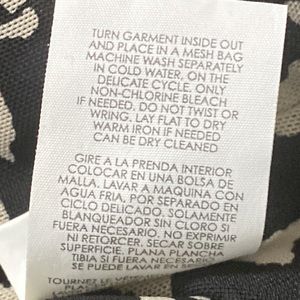 TURN GARMENT INSIDE OUT
AND PLACE IN A MESH BAG
MACHINE WASH SEPARATELY
IN COLD WATER, ON THE
DELICATE CYCLE. ONLY
NON-CHLORINE BLEACH
IF NEEDED. DO NOT TWIST OR
WRING. LAY FLAT TO DRY
WARM IRON IF NEEDED
CAN BE DRY CLEANED
GIRE A LA PRENDA INTERIOR
COLOCAR EN UNA BOLSA DE
MALLA. LAVAR A MAQUINA CON
AGUA FRIA, POR SEPARADO EN
CICLO DELICADO. SOLAMENTE
BLANQUEADOR SIN CLORO SI
FUERA NECESARIO. NO EXPRIMIR
NI RETORCER. SECAR SOBRE
SUPERFICIE. PLANA PLANCHA
TIBIA SI FUERA NECESARIO
SE PUEDE LAVAR EN
TOURNEZ LE